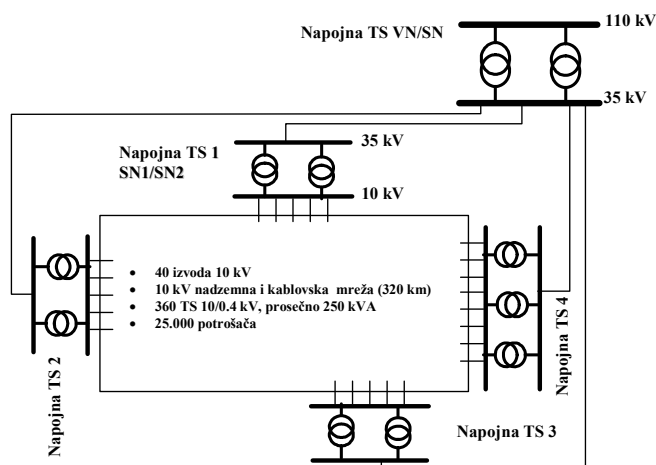 Napojna TS VN/SN
110 kV
35 kV
Napojna TS 1
SN1/SN2
35 kV
10 kV
• 40 izvoda 10 kV
• 10 kV nadzemna i kablovska mreža (320 km)
• 360 TS 10/0.4 kV, prosečno 250 kVA
• 25.000 potrošača
Napojna TS 2
Napojna TS 4
Napojna TS 3